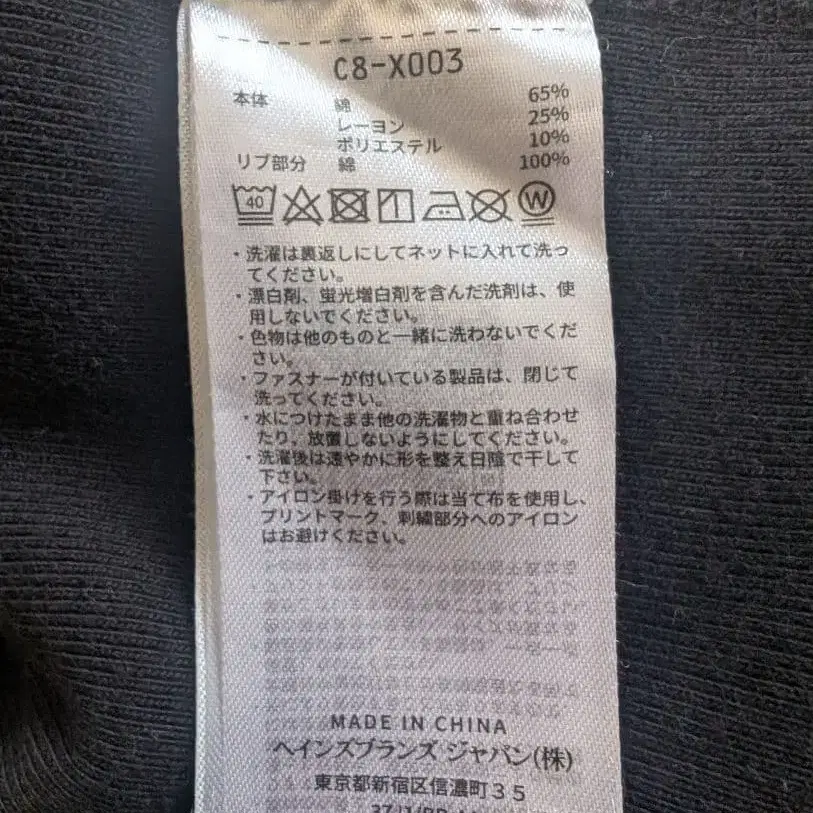 C8-X003
本体 綿 65%
レーヨン 25%
ポリエステル 10%
リブ部分 綿 100%
40 W
・洗濯は裏返しにしてネットに入れて洗っ
てください。
・漂白剤、蛍光増白剤を含んだ洗剤は、使
用しないでください。
・色物は他のものと一緒に洗わないでくだ
さい。
・ファスナーが付いている製品は、閉じて
洗ってください。
・水につけたまま他の洗濯物と重ね合わせ
たり、放置しないようにしてください。
・洗濯後は速やかに形を整え日陰で干して
下さい。
・アイロン掛けを行う際は当て布を使用し、
プリントマーク、刺繍部分へのアイロン
はお避けください。
MADE IN CHINA
ヘインズブランズ ジャパン(株)
東京都新宿区信濃町35